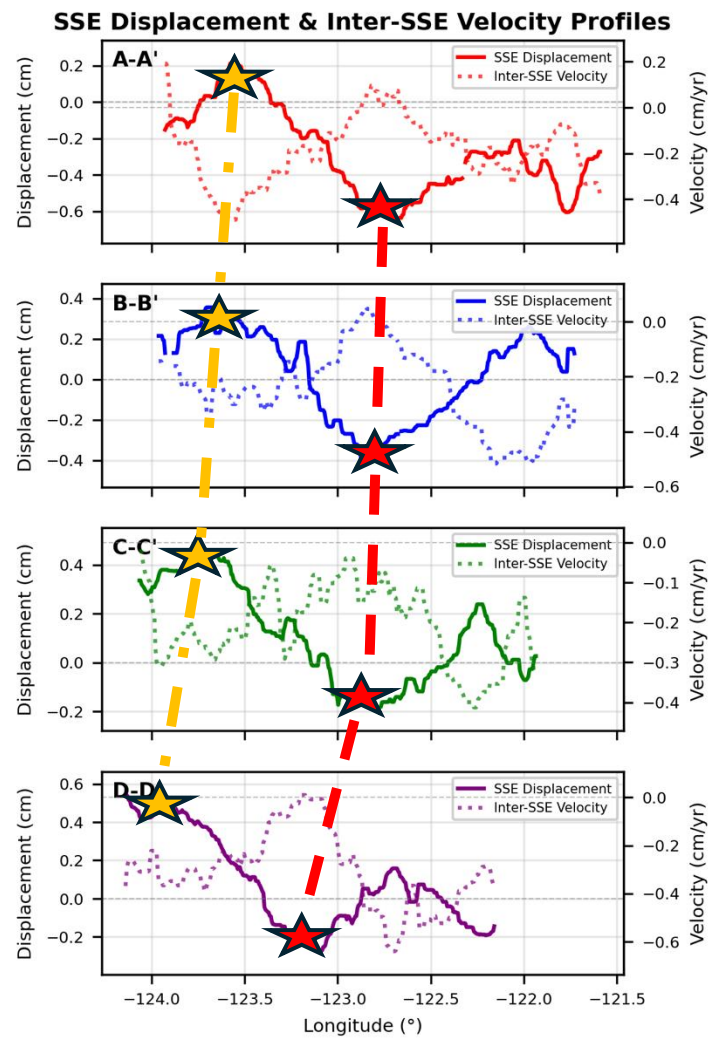 SSE Displacement & Inter-SSE Velocity Profiles
A-A'
SSE Displacement
Inter-SSE Velocity
Displacement (cm)
0.2
0.0
−0.2
−0.4
−0.6
Velocity (cm/yr)
0.2
0.0
−0.2
−0.4
B-B'
SSE Displacement
Inter-SSE Velocity
Displacement (cm)
0.4
0.2
0.0
−0.2
−0.4
Velocity (cm/yr)
0.0
−0.2
−0.4
−0.6
C-C'
SSE Displacement
Inter-SSE Velocity
Displacement (cm)
0.4
0.2
0.0
−0.2
Velocity (cm/yr)
0.0
−0.1
−0.2
−0.3
−0.4
D-D
SSE Displacement
Inter-SSE Velocity
Displacement (cm)
0.6
0.4
0.2
0.0
−0.2
Velocity (cm/yr)
0.0
−0.2
−0.4
−0.6
−124.0 −123.5 −123.0 −122.5 −122.0 −121.5
Longitude (°)